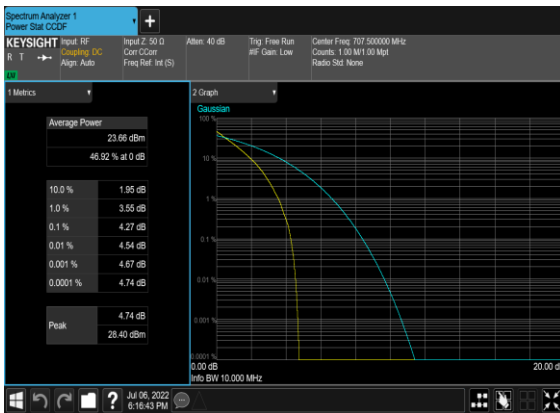 Spectrum Analyzer 1
Power Stat CCDF
KEYSIGHT
R T
LV
Input: RF
Coupling: DC
Align: Auto
Input Z: 50 Ω
Corr CCorr
Freq Ref: Int (S)
Atten: 40 dB
Trig: Free Run
#IF Gain: Low
Center Freq: 707.500000 MHz
Counts: 1.00 M/1.00 Mpt
Radio Std: None
1 Metrics
Average Power
23.66 dBm
46.92 % at 0 dB
10.0 % 1.95 dB
1.0 % 3.55 dB
0.1 % 4.27 dB
0.01 % 4.54 dB
0.001 % 4.67 dB
0.0001 % 4.74 dB
Peak
4.74 dB
28.40 dBm
2 Graph
Gaussian
100 %
10 %
1 %
0.1 %
0.01 %
0.001 %
0.0001 %
0.00 dB
20.00 d
Info BW 10.000 MHz
Jul 06, 2022
6:16:43 PM